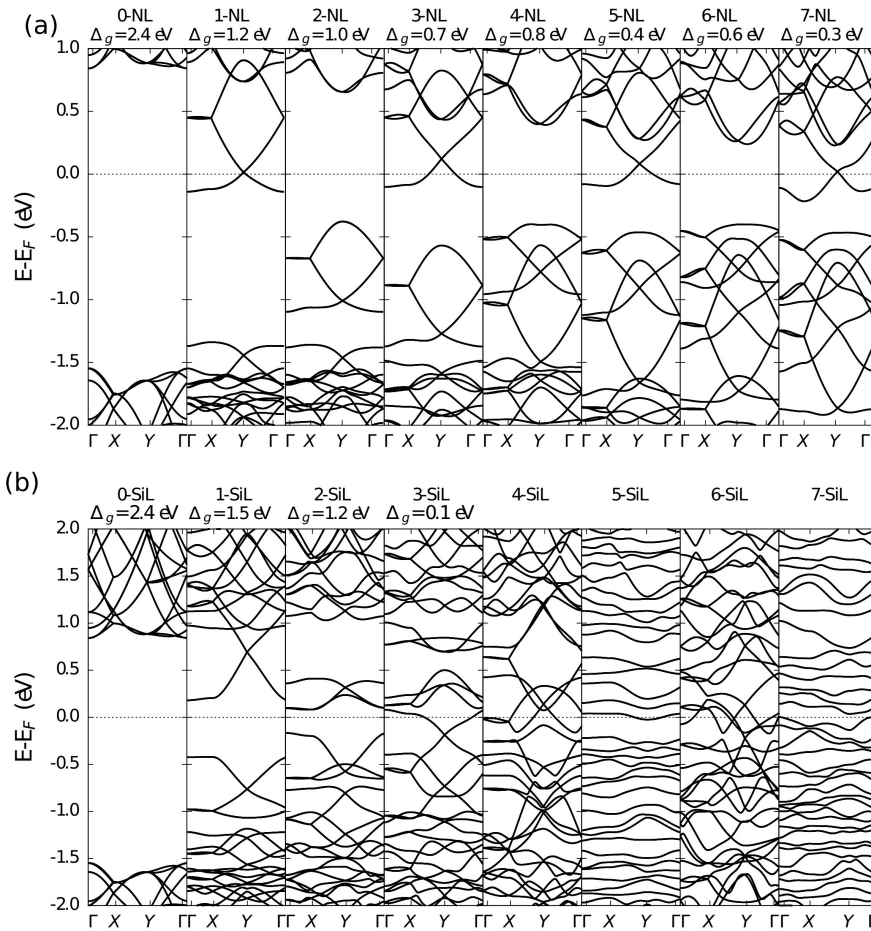 (a)
0-NL 1-NL 2-NL 3-NL 4-NL 5-NL 6-NL 7-NL
Δg=2.4 eV Δg=1.2 eV Δg=1.0 eV Δg=0.7 eV Δg=0.8 eV Δg=0.4 eV Δg=0.6 eV Δg=0.3 eV
1.0
0.5
0.0
-0.5
-1.0
-1.5
-2.0
E-EF (eV)
Γ X Y ΓΓ X Y ΓΓ X Y ΓΓ X Y ΓΓ X Y ΓΓ X Y ΓΓ X Y ΓΓ X Y Γ
(b)
0-SiL 1-SiL 2-SiL 3-SiL 4-SiL 5-SiL 6-SiL 7-SiL
Δg=2.4 eV Δg=1.5 eV Δg=1.2 eV Δg=0.1 eV
2.0
1.5
1.0
0.5
0.0
-0.5
-1.0
-1.5
-2.0
E-EF (eV)
Γ X Y ΓΓ X Y ΓΓ X Y ΓΓ X Y ΓΓ X Y ΓΓ X Y ΓΓ X Y ΓΓ X Y Γ